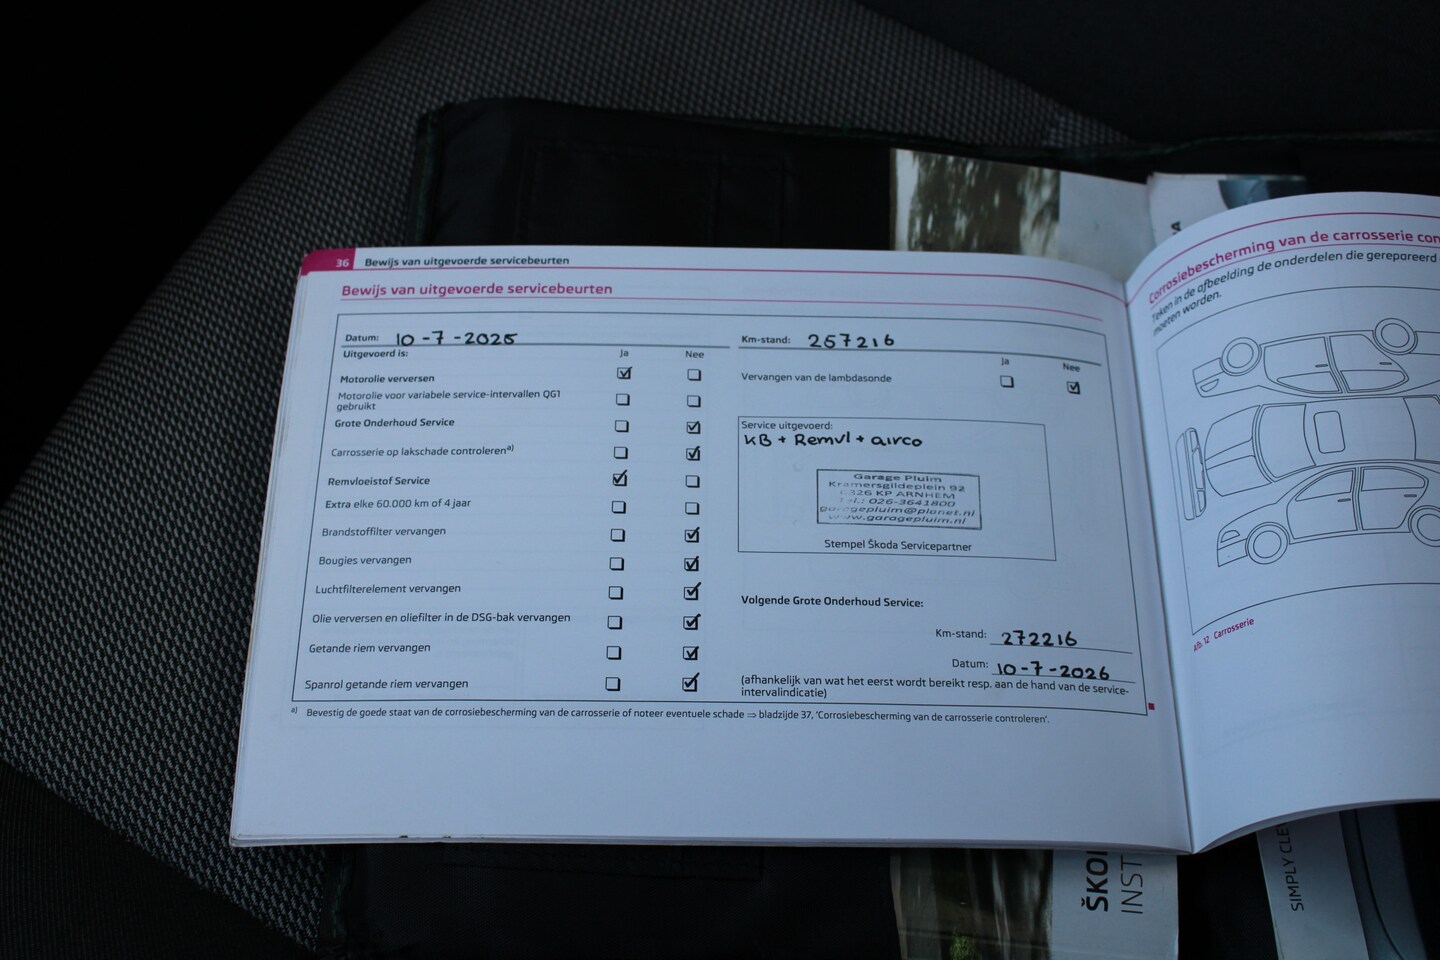 36 Bewijs van uitgevoerde servicebeurten
Bewijs van uitgevoerde servicebeurten
Datum: 10-7-2025
Km-stand: 257216
Uitgevoerd is: Ja Nee
Motorolie verversen
Motorolie voor variabele service-intervallen QG1
gebruikt
Grote Onderhoud Service
Carrosserie op lakschade controleren a)
Remvloeistof Service
Extra elke 60.000 km of 4 jaar
Brandstoffilter vervangen
Bougies vervangen
Luchtfilterelement vervangen
Olie verversen en oliefilter in de DSG-bak vervangen
Getande riem vervangen
Spanrol getande riem vervangen
Ja Nee
Vervangen van de lambdasonde
Service uitgevoerd:
KB + Remvl + airco
Garage Pluim
Kramersgildeplein 92
6326 KP ARNHEM
Tel.: 026-3641800
garagepluim@planet.nl
www.garagepluim.nl
Stempel Škoda Servicepartner
Volgende Grote Onderhoud Service:
Km-stand: 272216
Datum: 10-7-2026
(afhankelijk van wat het eerst wordt bereikt resp. aan de hand van de service-
intervalindicatie)
a) Bevestig de goede staat van de corrosiebescherming van de carrosserie of noteer eventuele schade ⇒ bladzijde 37, 'Corrosiebescherming van de carrosserie controleren'.
Corrosiebescherming van de carrosserie con
Teken in de afbeelding de onderdelen die gerepareerd
moeten worden.
Afb. 12 Carrosserie
ŠKO
INST
SIMPLY CLE